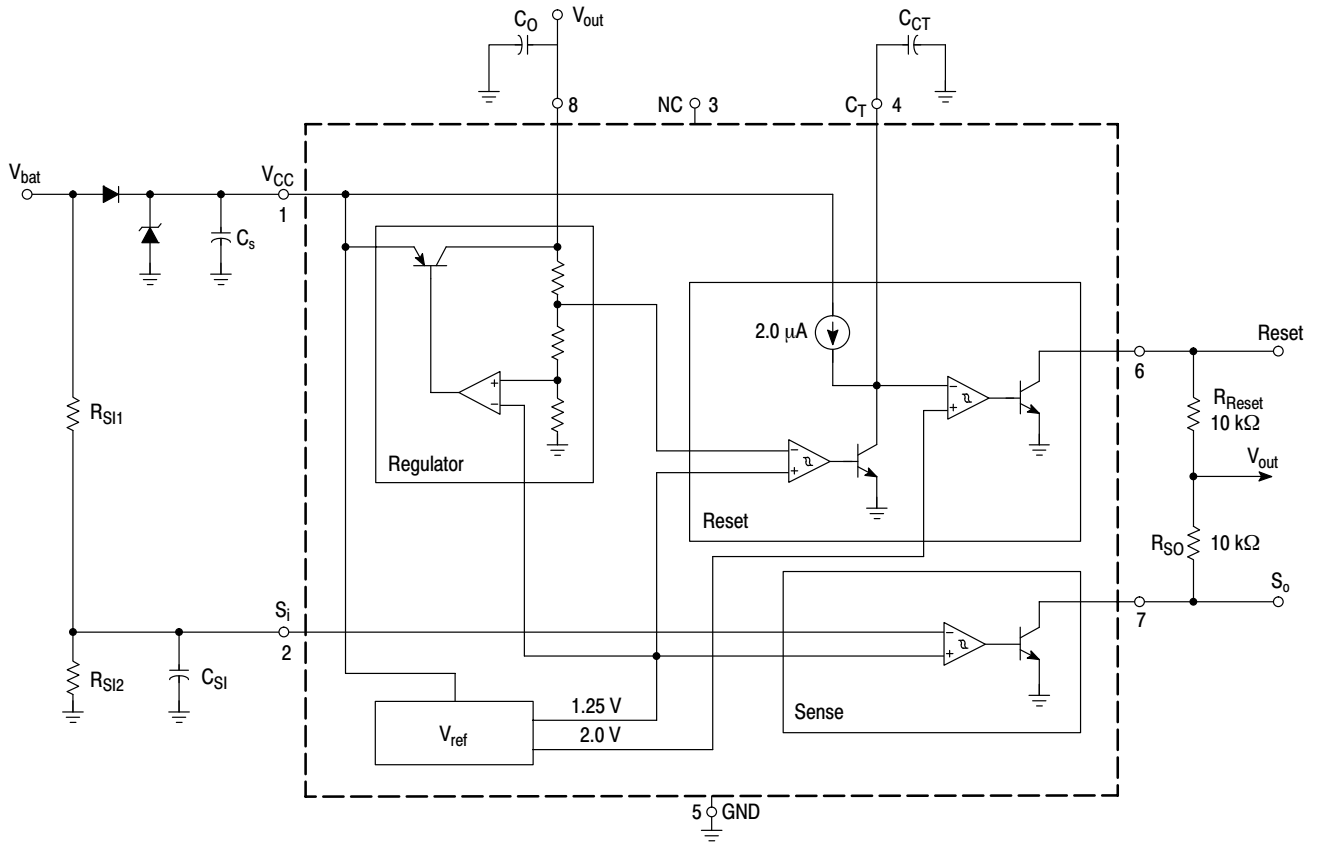 C_O
V_out
C_CT
8
NC 3
C_T 4
V_bat
V_CC
1
C_s
2.0 μA
Reset
6
R_Reset
10 kΩ
R_SI1
Regulator
V_out
Reset
R_SO 10 kΩ
S_i
S_o
7
2
R_SI2
C_SI
1.25 V
Sense
V_ref
2.0 V
5 GND
+
−
−
+
−
+
−
+